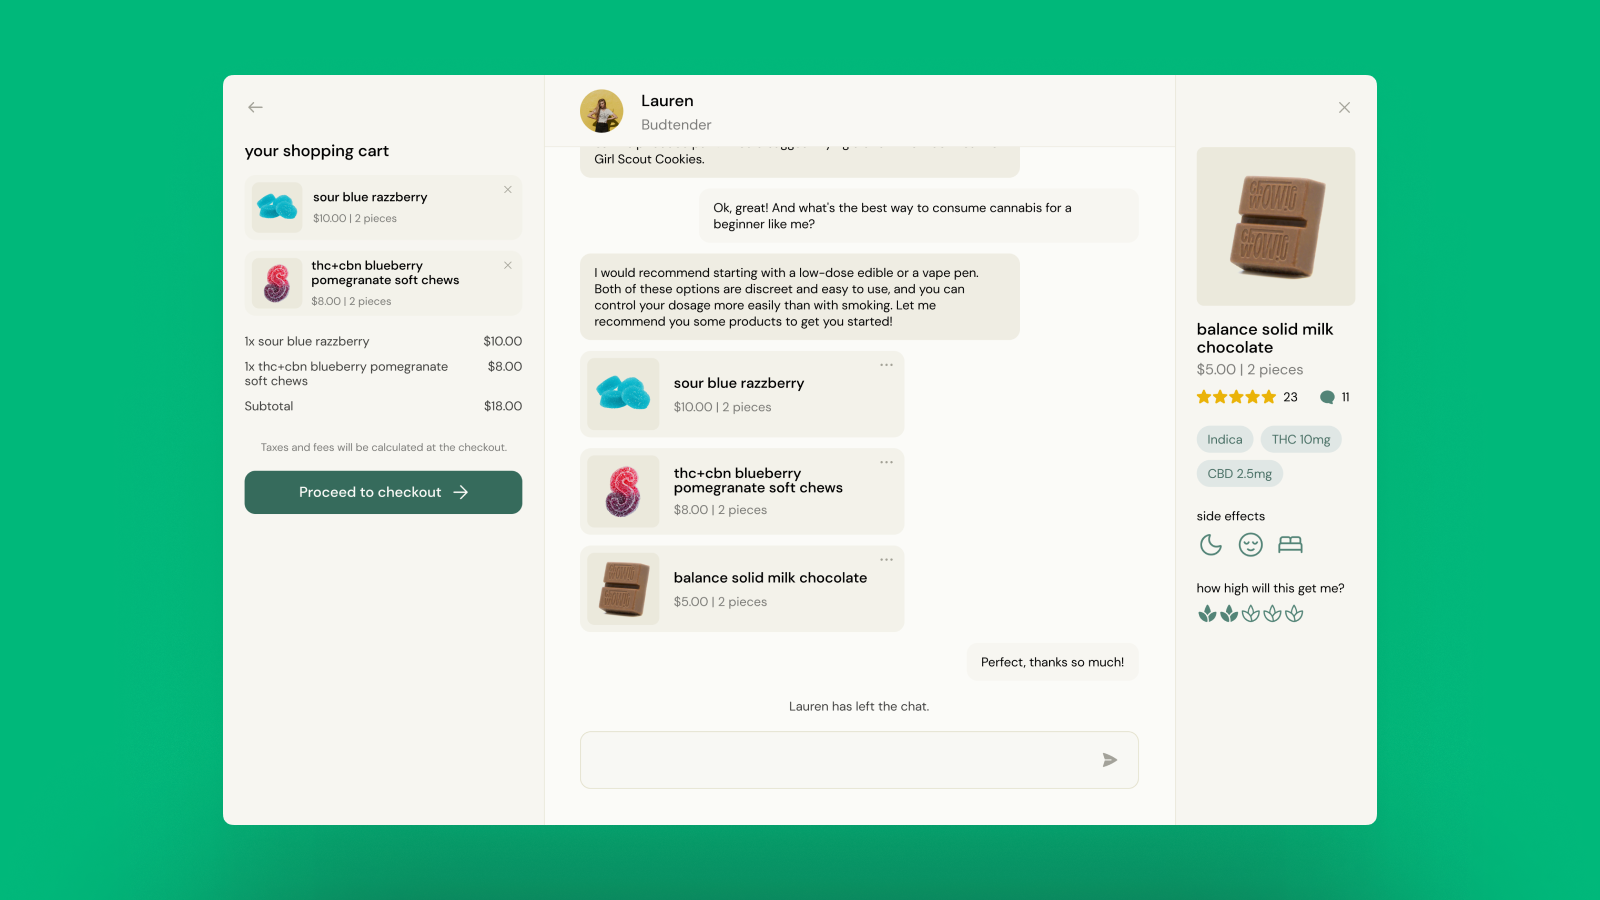 your shopping cart
sour blue razzberry
$10.00 | 2 pieces
thc+cbn blueberry
pomegranate soft chews
$8.00 | 2 pieces
1x sour blue razzberry $10.00
1x thc+cbn blueberry pomegranate $8.00
soft chews
Subtotal $18.00
Taxes and fees will be calculated at the checkout.
Proceed to checkout
Lauren
Budtender
Girl Scout Cookies.
Ok, great! And what's the best way to consume cannabis for a
beginner like me?
I would recommend starting with a low-dose edible or a vape pen.
Both of these options are discreet and easy to use, and you can
control your dosage more easily than with smoking. Let me
recommend you some products to get you started!
sour blue razzberry
$10.00 | 2 pieces
thc+cbn blueberry
pomegranate soft chews
$8.00 | 2 pieces
balance solid milk chocolate
$5.00 | 2 pieces
Perfect, thanks so much!
Lauren has left the chat.
balance solid milk
chocolate
$5.00 | 2 pieces
23 11
Indica THC 10mg
CBD 2.5mg
side effects
how high will this get me?